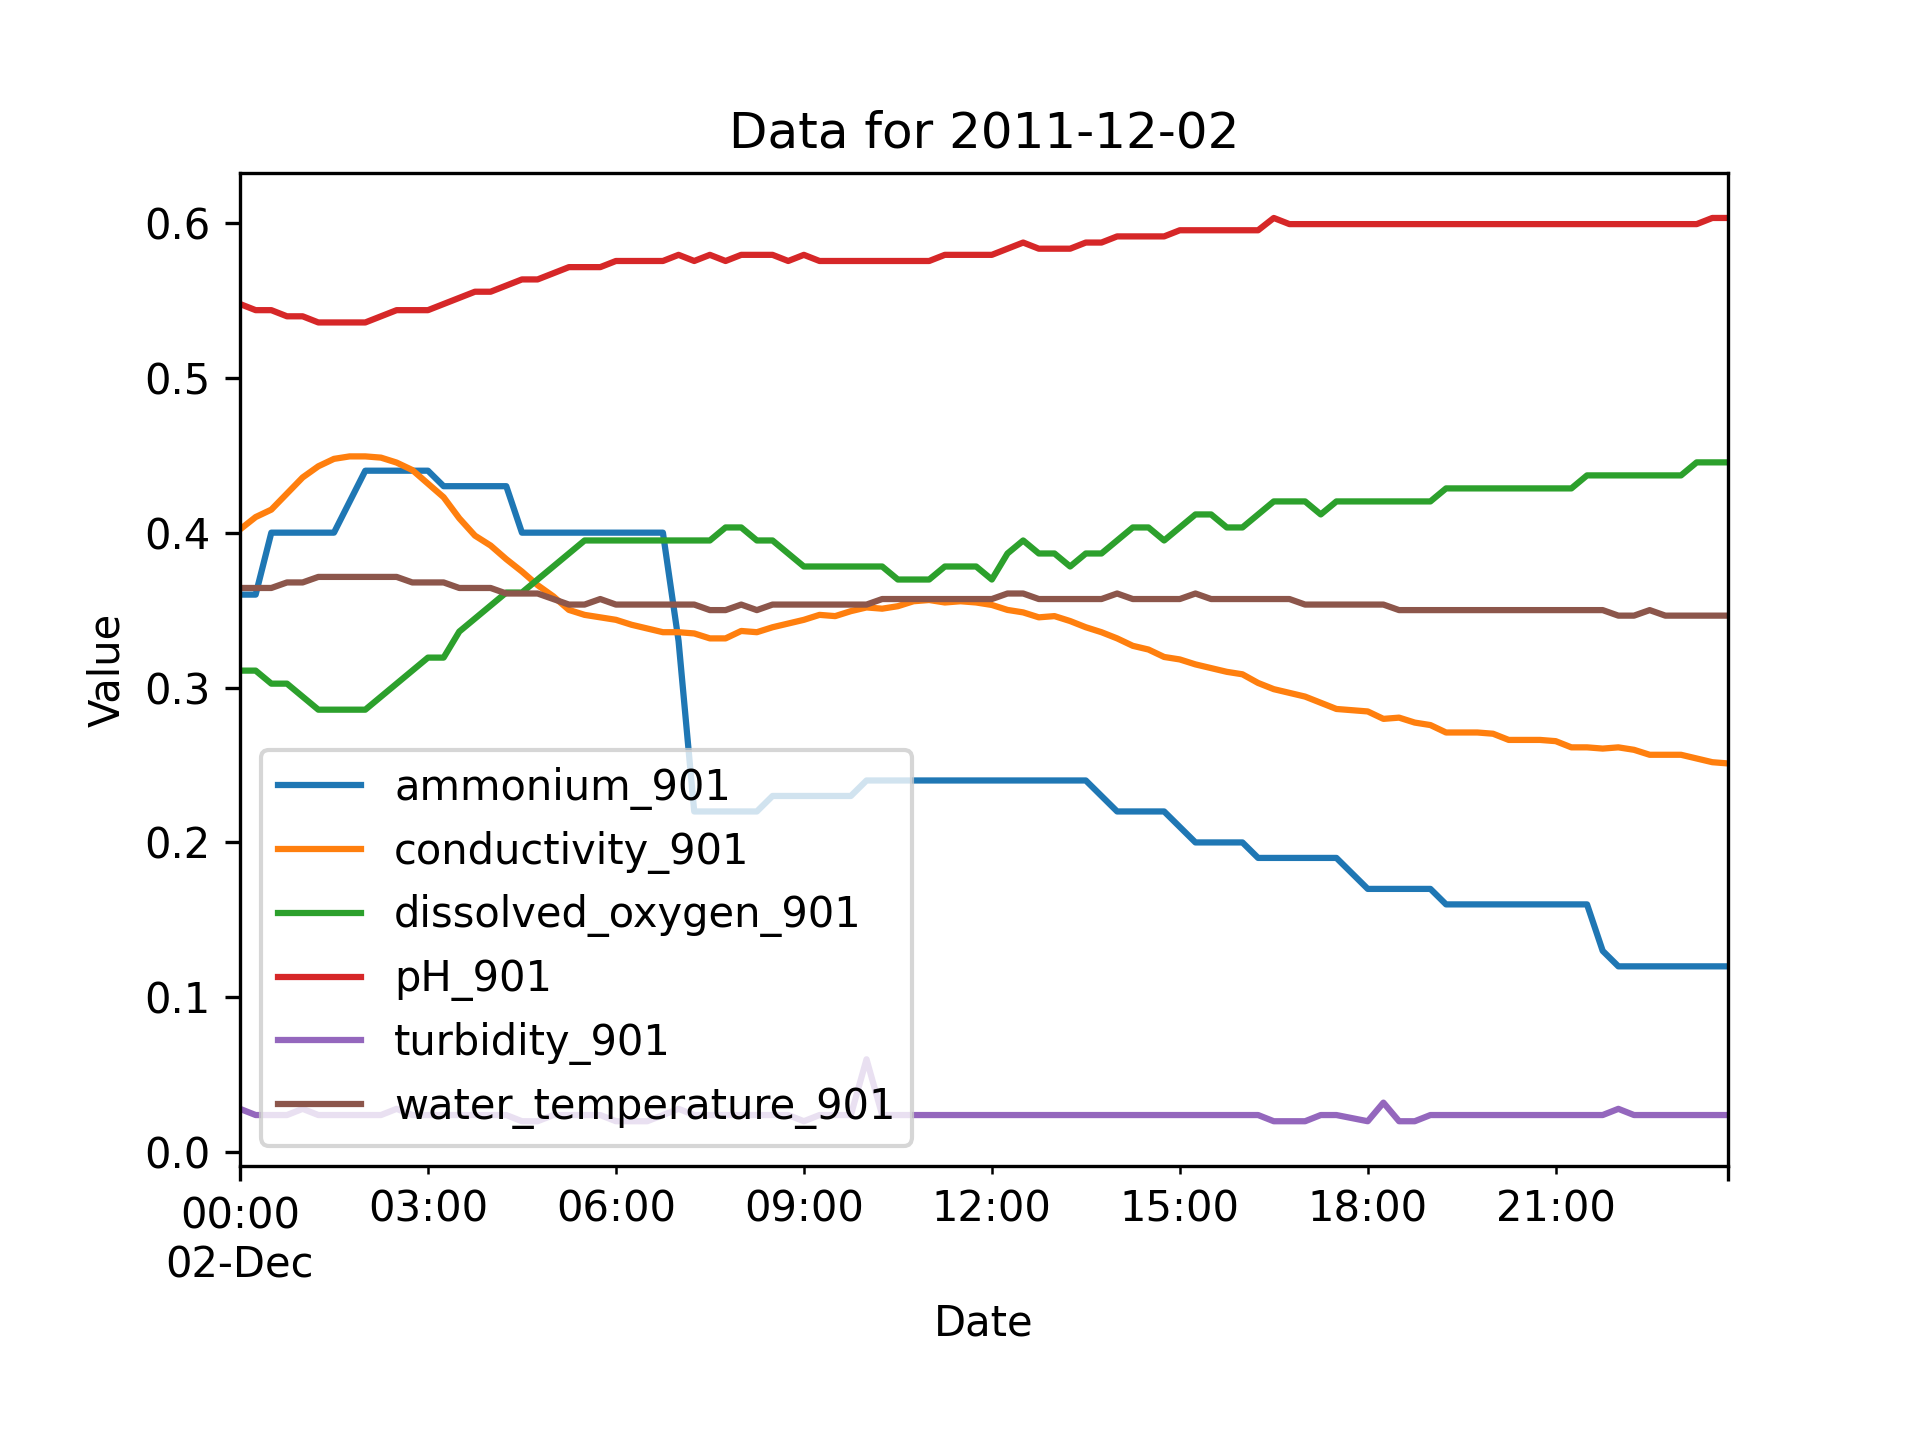 Data for 2011-12-02
Value
0.6
0.5
0.4
0.3
0.2
0.1
0.0
ammonium_901
conductivity_901
dissolved_oxygen_901
pH_901
turbidity_901
water_temperature_901
00:00 03:00 06:00 09:00 12:00 15:00 18:00 21:00
02-Dec
Date